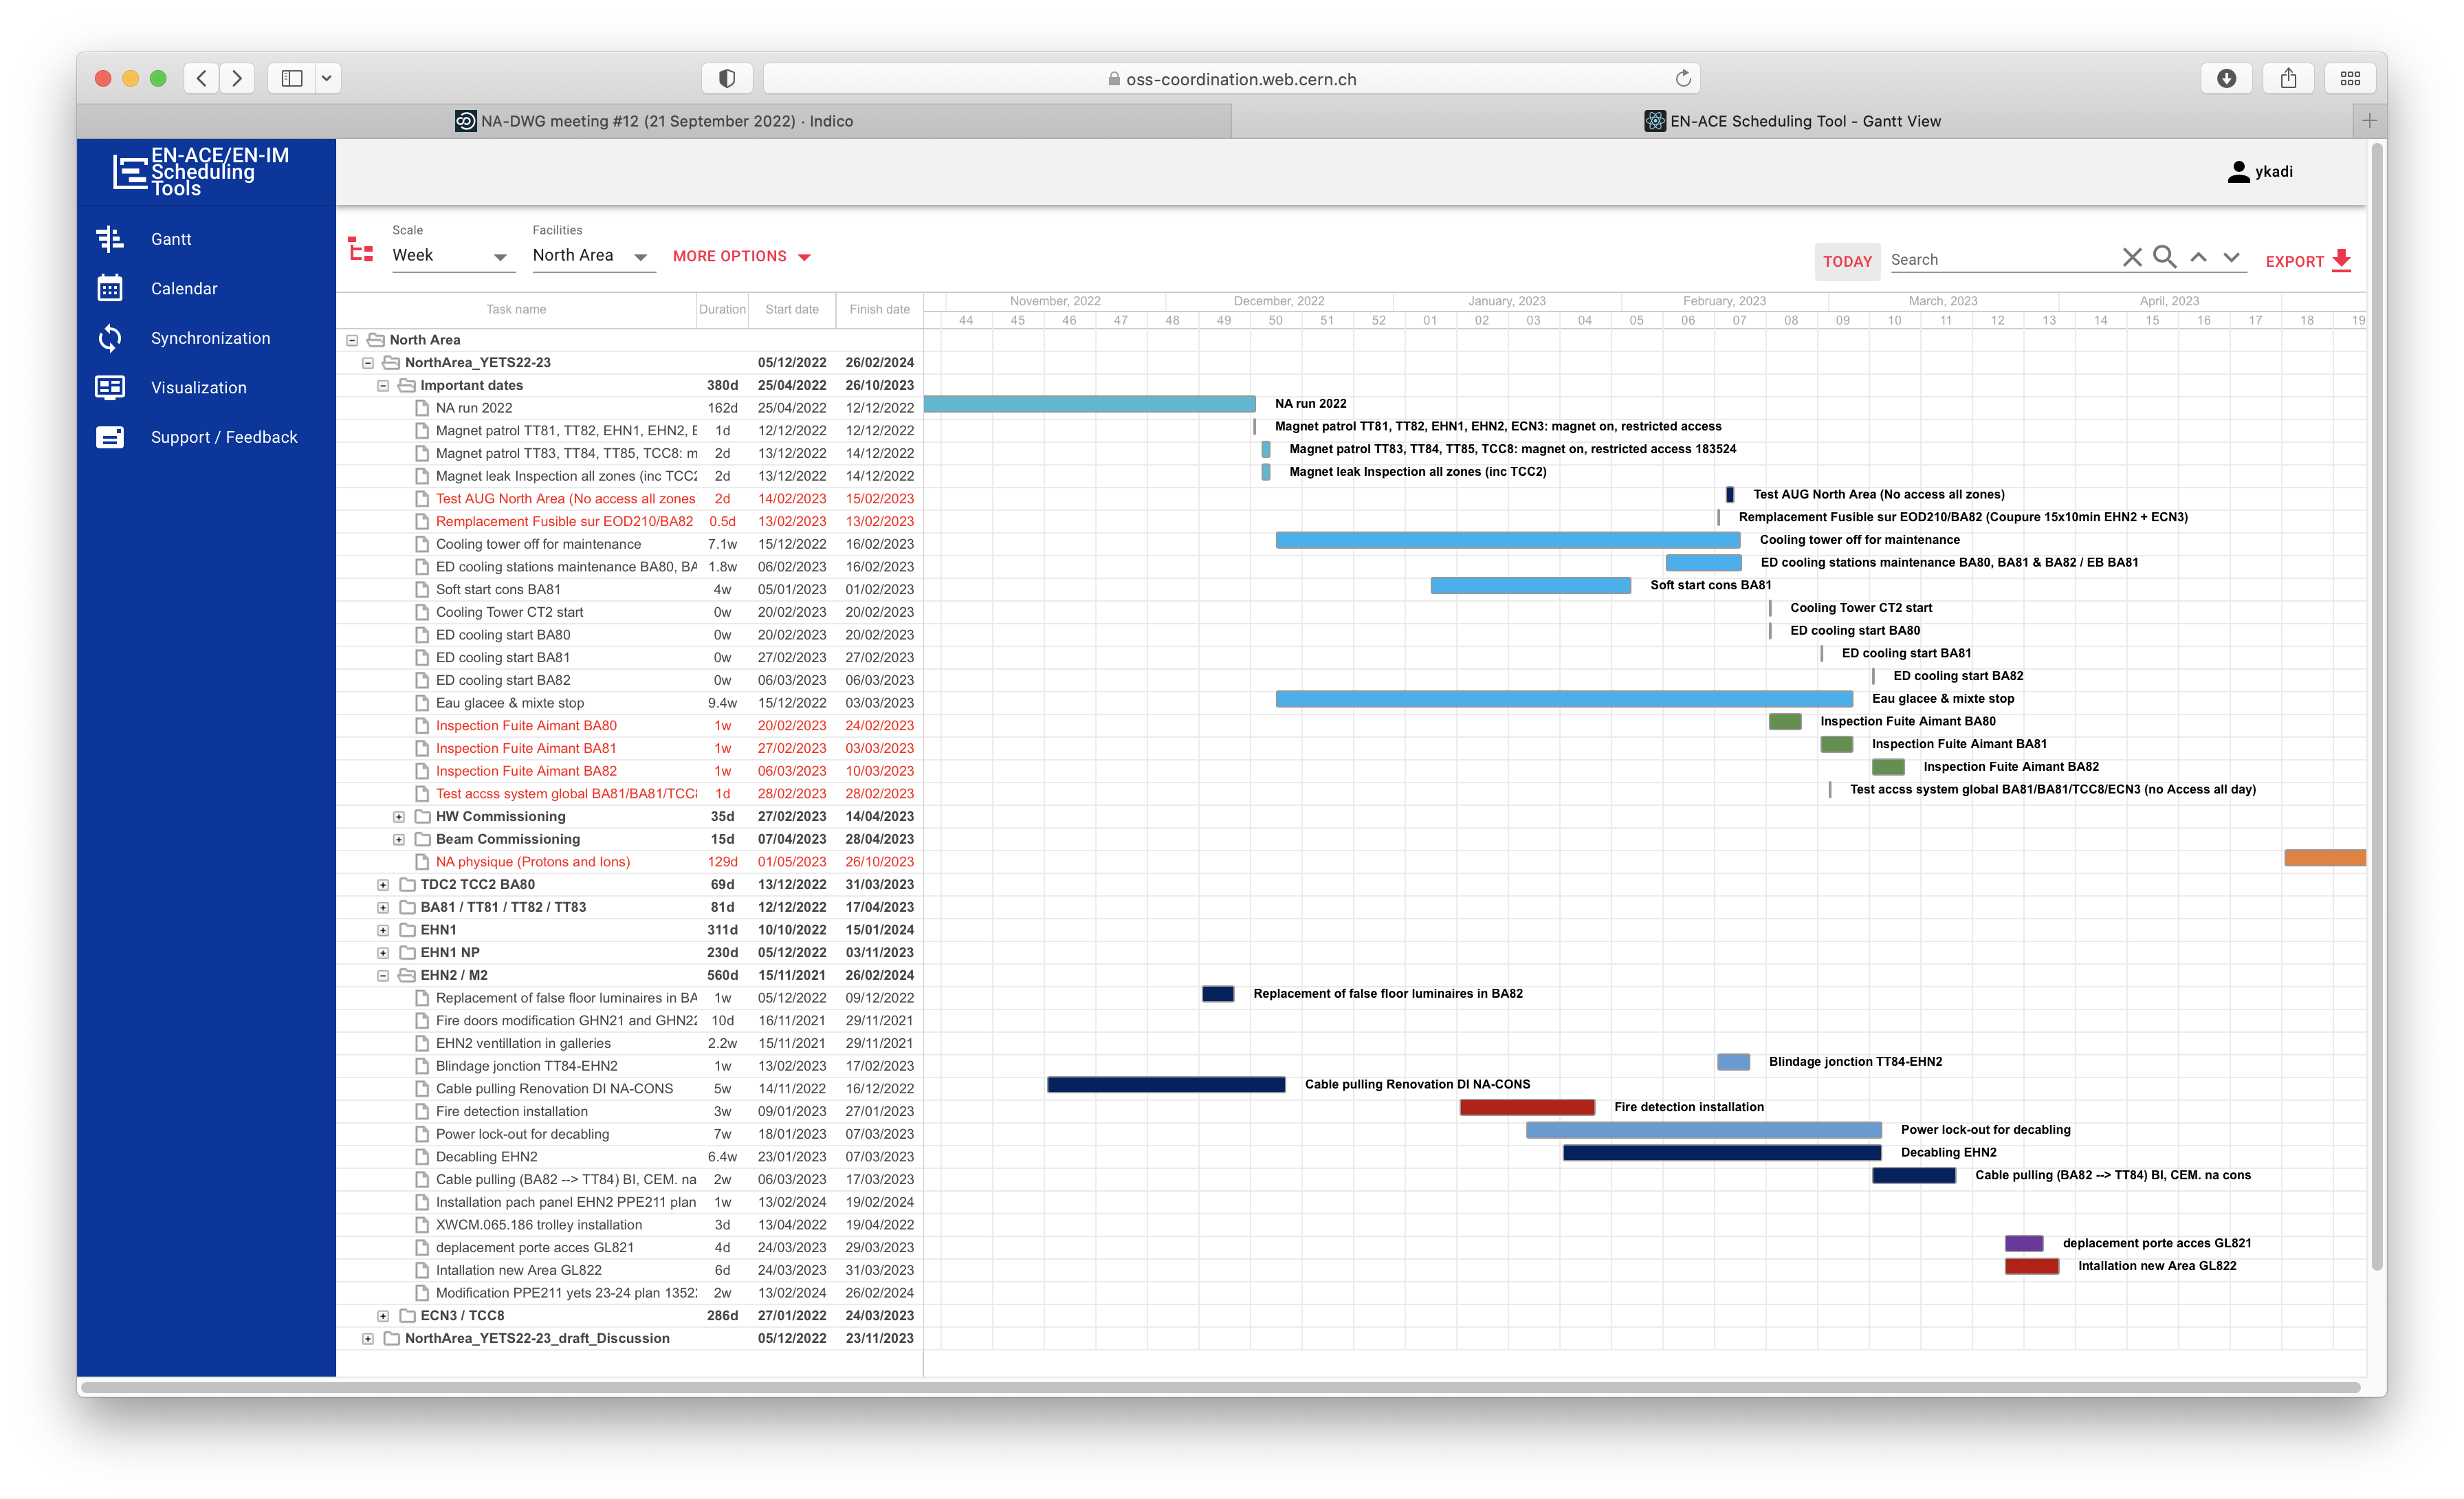 oss-coordination.web.cern.ch
NA-DWG meeting #12 (21 September 2022) · Indico
EN-ACE Scheduling Tool - Gantt View
EN-ACE/EN-IM
Scheduling
Tools
ykadi
Gantt
Calendar
Synchronization
Visualization
Support / Feedback
Scale
Week
Facilities
North Area
MORE OPTIONS
TODAY
Search
EXPORT
Task name Duration Start date Finish date
November, 2022 December, 2022 January, 2023 February, 2023 March, 2023 April, 2023
44 45 46 47 48 49 50 51 52 01 02 03 04 05 06 07 08 09 10 11 12 13 14 15 16 17 18 19
North Area
NorthArea_YETS22-23 05/12/2022 26/02/2024
Important dates 380d 25/04/2022 26/10/2023
NA run 2022 162d 25/04/2022 12/12/2022 NA run 2022
Magnet patrol TT81, TT82, EHN1, EHN2, E 1d 12/12/2022 12/12/2022 Magnet patrol TT81, TT82, EHN1, EHN2, ECN3: magnet on, restricted access
Magnet patrol TT83, TT84, TT85, TCC8: m 2d 13/12/2022 14/12/2022 Magnet patrol TT83, TT84, TT85, TCC8: magnet on, restricted access 183524
Magnet leak Inspection all zones (inc TCC2 2d 13/12/2022 14/12/2022 Magnet leak Inspection all zones (inc TCC2)
Test AUG North Area (No access all zones 2d 14/02/2023 15/02/2023 Test AUG North Area (No access all zones)
Remplacement Fusible sur EOD210/BA82 0.5d 13/02/2023 13/02/2023 Remplacement Fusible sur EOD210/BA82 (Coupure 15x10min EHN2 + ECN3)
Cooling tower off for maintenance 7.1w 15/12/2022 16/02/2023 Cooling tower off for maintenance
ED cooling stations maintenance BA80, BA 1.8w 06/02/2023 16/02/2023 ED cooling stations maintenance BA80, BA81 & BA82 / EB BA81
Soft start cons BA81 4w 05/01/2023 01/02/2023 Soft start cons BA81
Cooling Tower CT2 start 0w 20/02/2023 20/02/2023 Cooling Tower CT2 start
ED cooling start BA80 0w 20/02/2023 20/02/2023 ED cooling start BA80
ED cooling start BA81 0w 27/02/2023 27/02/2023 ED cooling start BA81
ED cooling start BA82 0w 06/03/2023 06/03/2023 ED cooling start BA82
Eau glacee & mixte stop 9.4w 15/12/2022 03/03/2023 Eau glacee & mixte stop
Inspection Fuite Aimant BA80 1w 20/02/2023 24/02/2023 Inspection Fuite Aimant BA80
Inspection Fuite Aimant BA81 1w 27/02/2023 03/03/2023 Inspection Fuite Aimant BA81
Inspection Fuite Aimant BA82 1w 06/03/2023 10/03/2023 Inspection Fuite Aimant BA82
Test accss system global BA81/BA81/TCC8 1d 28/02/2023 28/02/2023 Test accss system global BA81/BA81/TCC8/ECN3 (no Access all day)
HW Commissioning 35d 27/02/2023 14/04/2023
Beam Commissioning 15d 07/04/2023 28/04/2023
NA physique (Protons and Ions) 129d 01/05/2023 26/10/2023
TDC2 TCC2 BA80 69d 13/12/2022 31/03/2023
BA81 / TT81 / TT82 / TT83 81d 12/12/2022 17/04/2023
EHN1 311d 10/10/2022 15/01/2024
EHN1 NP 230d 05/12/2022 03/11/2023
EHN2 / M2 560d 15/11/2021 26/02/2024
Replacement of false floor luminaires in BA 1w 05/12/2022 09/12/2022 Replacement of false floor luminaires in BA82
Fire doors modification GHN21 and GHN22 10d 16/11/2021 29/11/2021
EHN2 ventillation in galleries 2.2w 15/11/2021 29/11/2021
Blindage jonction TT84-EHN2 1w 13/02/2023 17/02/2023 Blindage jonction TT84-EHN2
Cable pulling Renovation DI NA-CONS 5w 14/11/2022 16/12/2022 Cable pulling Renovation DI NA-CONS
Fire detection installation 3w 09/01/2023 27/01/2023 Fire detection installation
Power lock-out for decabling 7w 18/01/2023 07/03/2023 Power lock-out for decabling
Decabling EHN2 6.4w 23/01/2023 07/03/2023 Decabling EHN2
Cable pulling (BA82 --> TT84) BI, CEM. na 2w 06/03/2023 17/03/2023 Cable pulling (BA82 --> TT84) BI, CEM. na cons
Installation pach panel EHN2 PPE211 plan 1w 13/02/2024 19/02/2024
XWCM.065.186 trolley installation 3d 13/04/2022 19/04/2022
deplacement porte acces GL821 4d 24/03/2023 29/03/2023 deplacement porte acces GL821
Intallation new Area GL822 6d 24/03/2023 31/03/2023 Intallation new Area GL822
Modification PPE211 yets 23-24 plan 1352 2w 13/02/2024 26/02/2024
ECN3 / TCC8 286d 27/01/2022 24/03/2023
NorthArea_YETS22-23_draft_Discussion 05/12/2022 23/11/2023